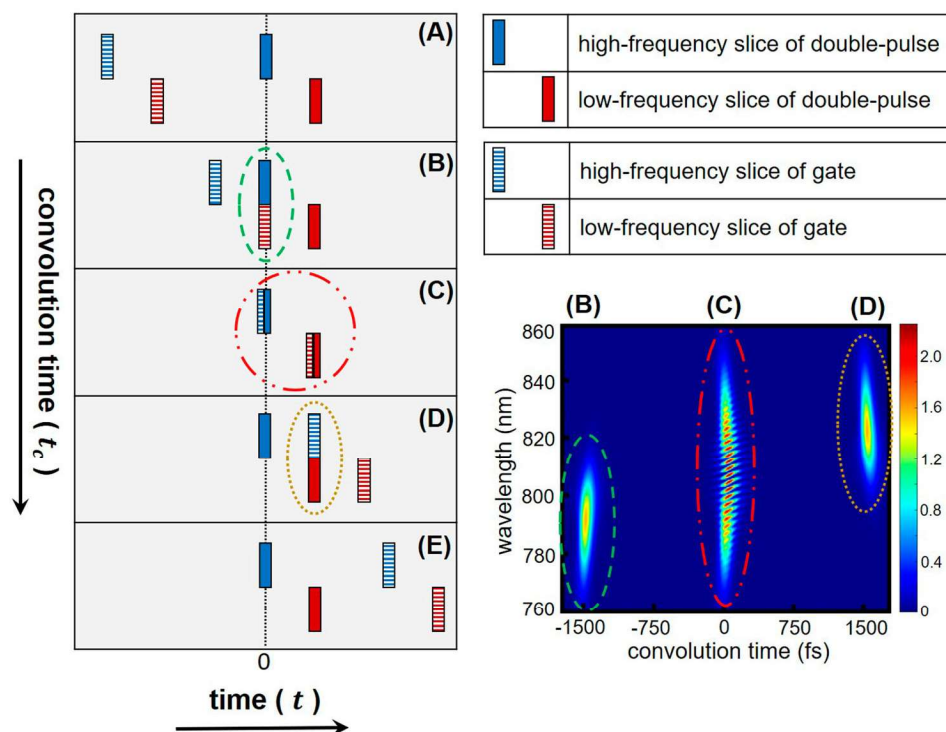 (A)
(B)
(C)
(D)
(E)
convolution time ( t_c )
0
time ( t )
high-frequency slice of double-pulse
low-frequency slice of double-pulse
high-frequency slice of gate
low-frequency slice of gate
(B) (C) (D)
860
840
820
800
780
760
wavelength (nm)
-1500 -750 0 750 1500
convolution time (fs)
2.0
1.6
1.2
0.8
0.4
0